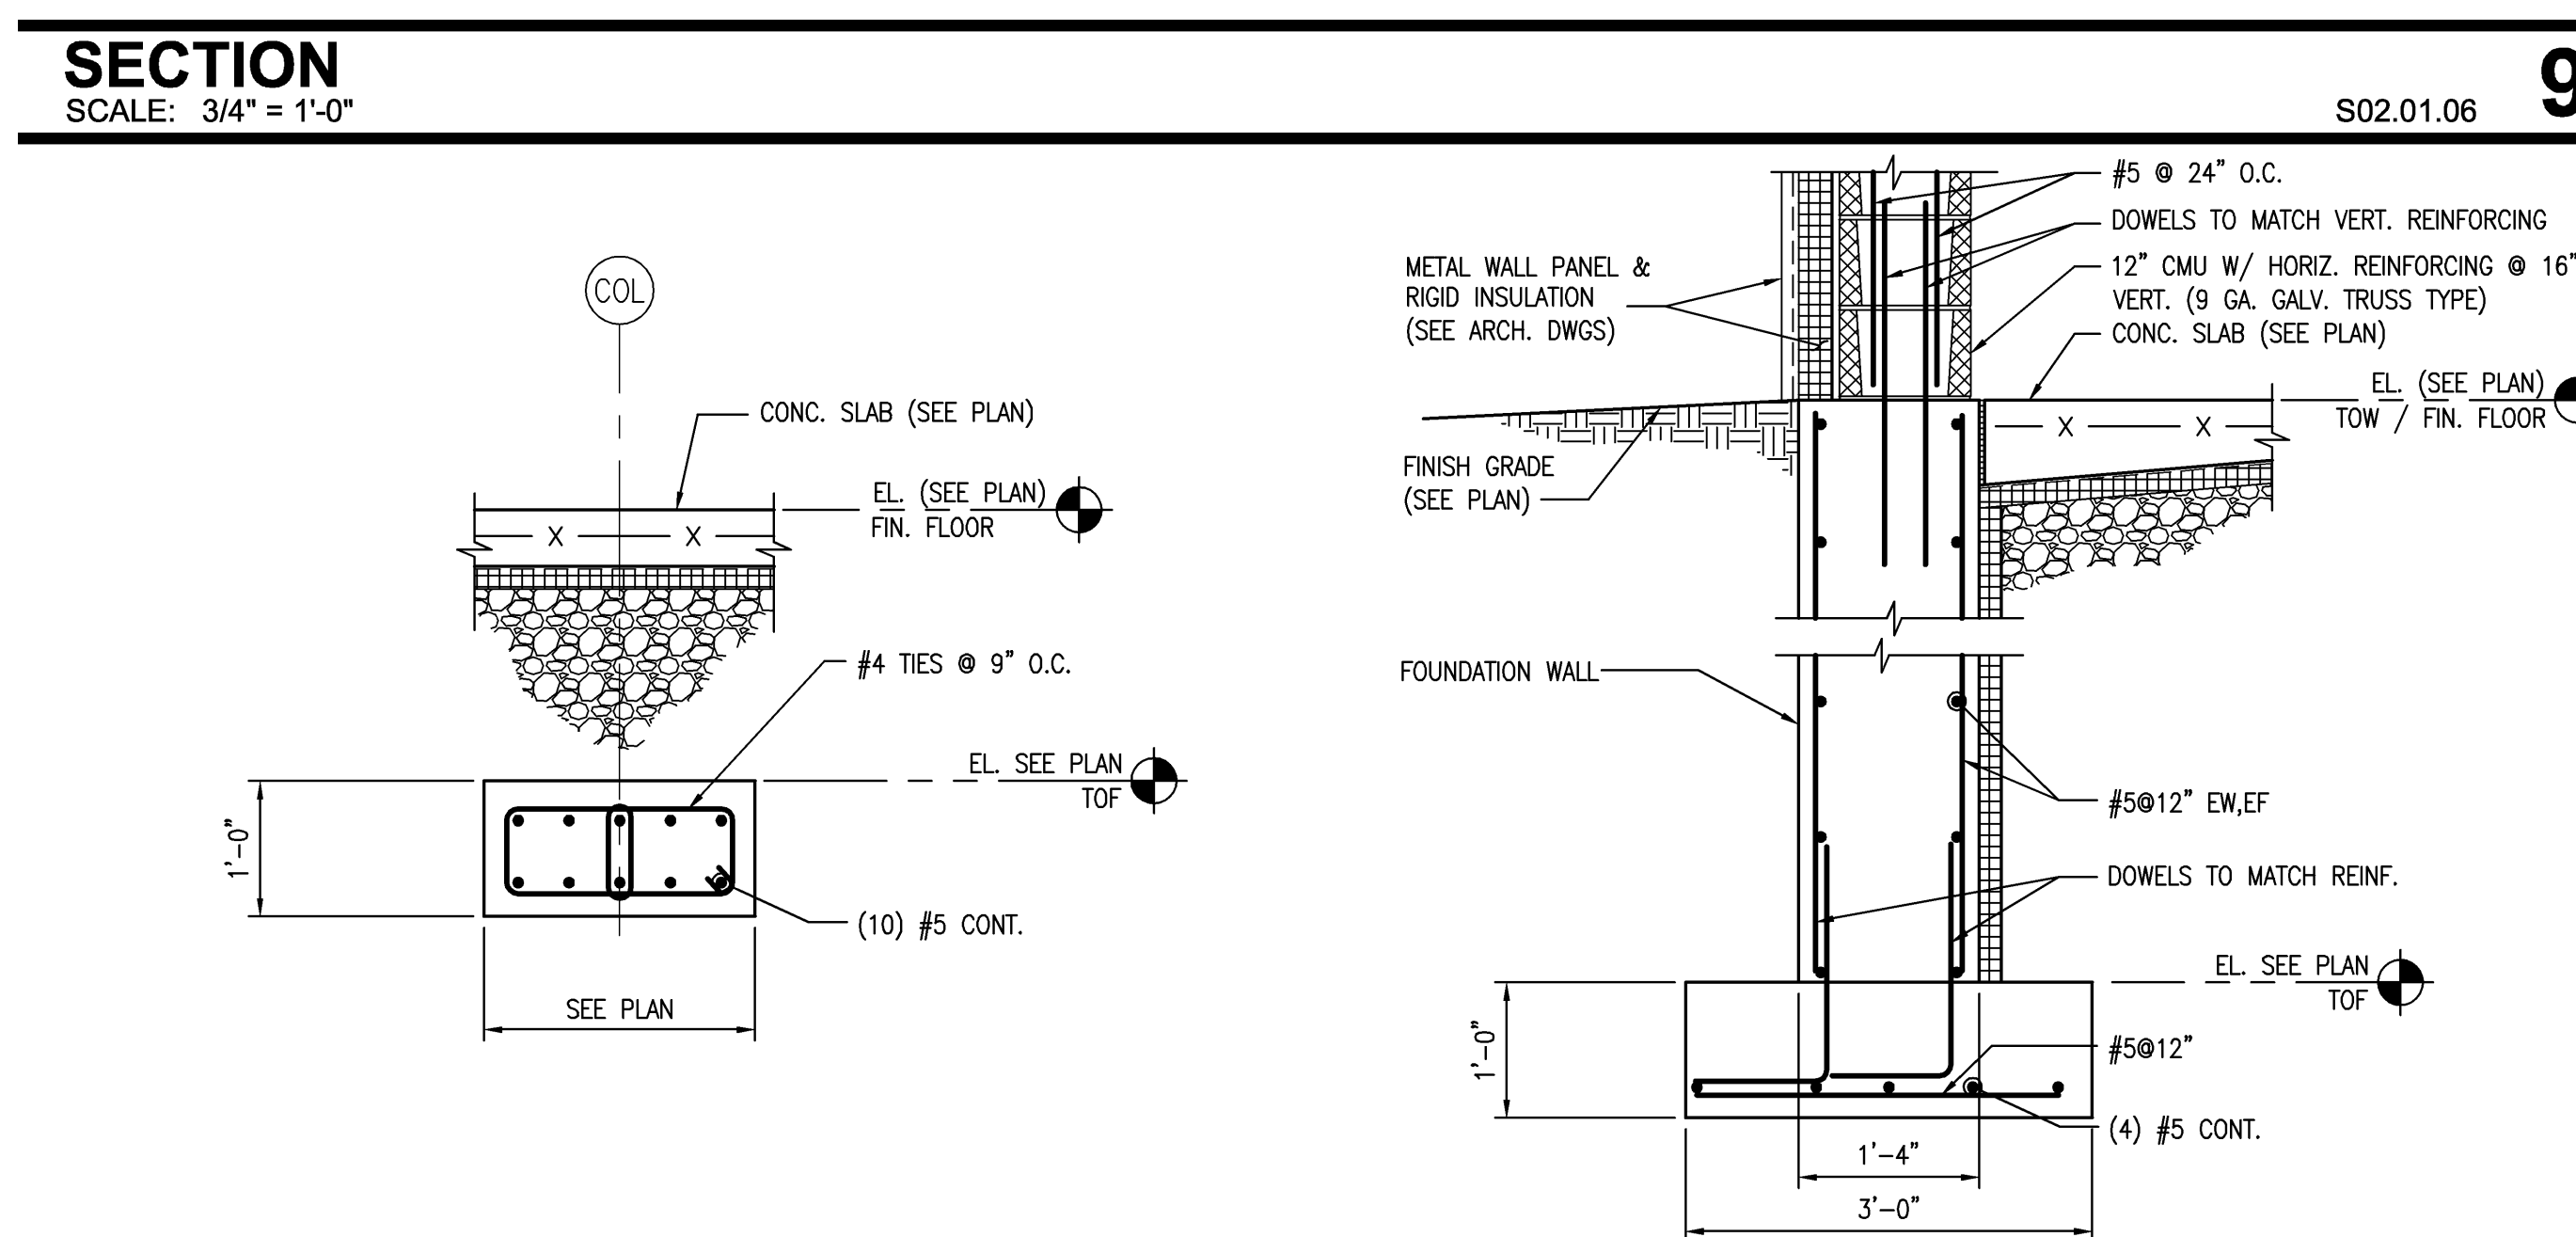 SECTION
SCALE: 3/4" = 1'-0"
S02.01.06
9
COL
CONC. SLAB (SEE PLAN)
EL. (SEE PLAN)
FIN. FLOOR
X X
#4 TIES @ 9" O.C.
EL. SEE PLAN
TOF
1'-0"
(10) #5 CONT.
SEE PLAN
#5 @ 24" O.C.
DOWELS TO MATCH VERT. REINFORCING
12" CMU W/ HORIZ. REINFORCING @ 16"
VERT. (9 GA. GALV. TRUSS TYPE)
CONC. SLAB (SEE PLAN)
METAL WALL PANEL &
RIGID INSULATION
(SEE ARCH. DWGS)
EL. (SEE PLAN)
TOW / FIN. FLOOR
X X
FINISH GRADE
(SEE PLAN)
FOUNDATION WALL
#5@12" EW,EF
DOWELS TO MATCH REINF.
EL. SEE PLAN
TOF
1'-0"
#5@12"
(4) #5 CONT.
1'-4"
3'-0"